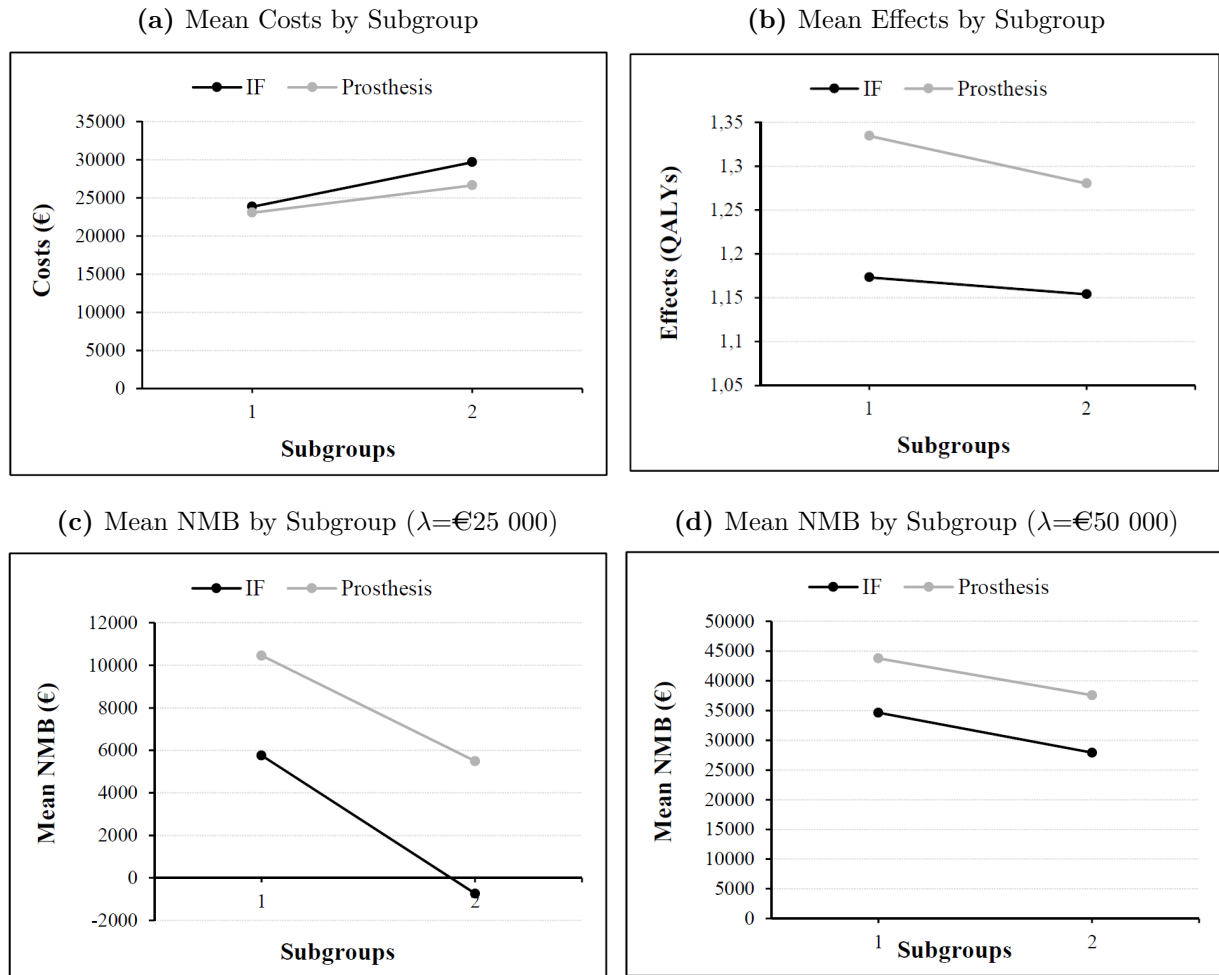 (a) Mean Costs by Subgroup
IF Prosthesis
35000
30000
25000
20000
15000
10000
5000
0
Costs (€)
1 2
Subgroups
(b) Mean Effects by Subgroup
IF Prosthesis
1,35
1,3
1,25
1,2
1,15
1,1
1,05
Effects (QALYs)
1 2
Subgroups
(c) Mean NMB by Subgroup (λ=€25 000)
IF Prosthesis
12000
10000
8000
6000
4000
2000
0
-2000
Mean NMB (€)
1 2
Subgroups
(d) Mean NMB by Subgroup (λ=€50 000)
IF Prosthesis
50000
45000
40000
35000
30000
25000
20000
15000
10000
5000
0
Mean NMB (€)
1 2
Subgroups